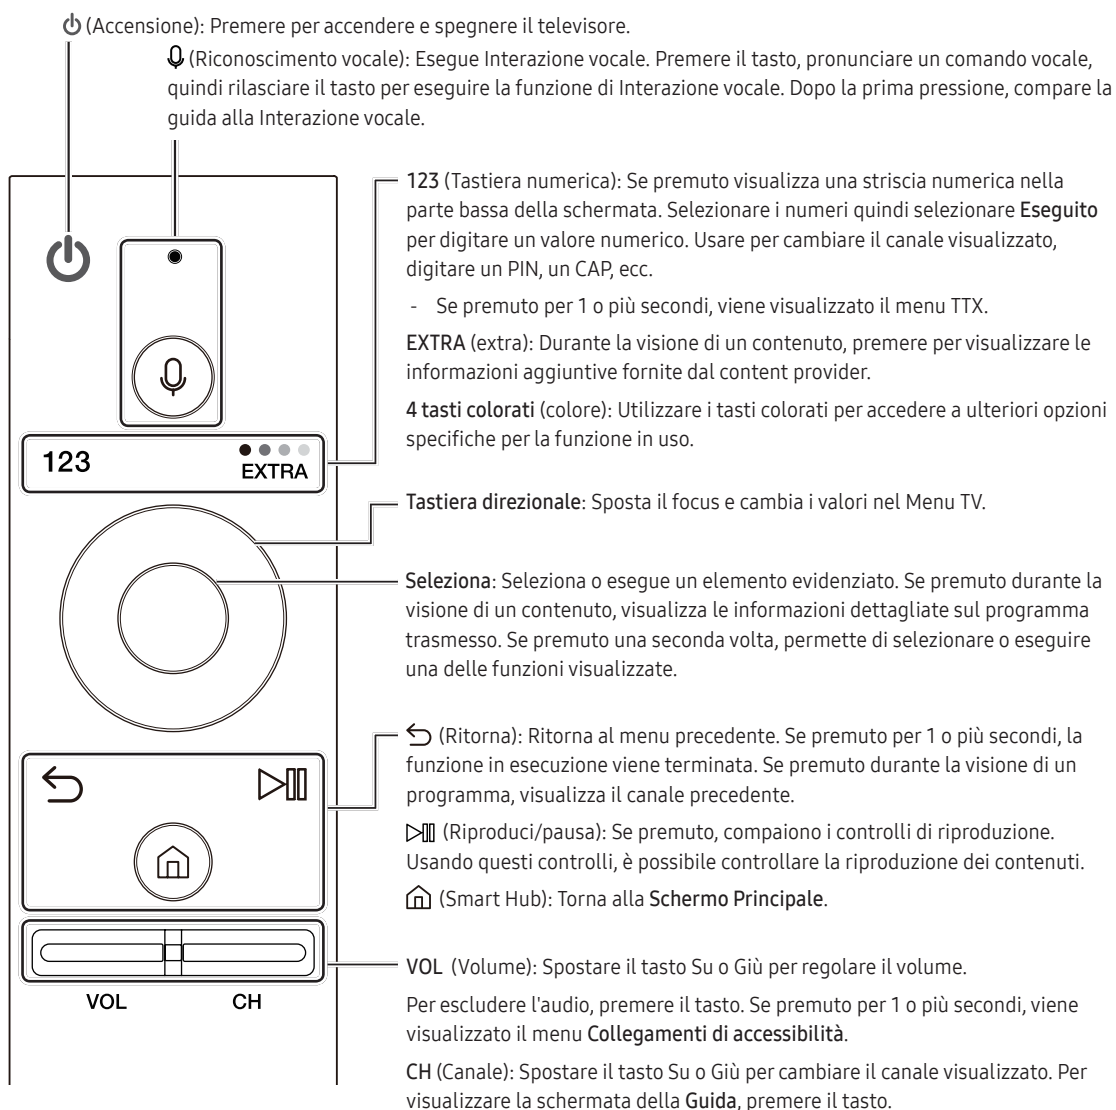 (Accensione): Premere per accendere e spegnere il televisore.
(Riconoscimento vocale): Esegue Interazione vocale. Premere il tasto, pronunciare un comando vocale,
quindi rilasciare il tasto per eseguire la funzione di Interazione vocale. Dopo la prima pressione, compare la
guida alla Interazione vocale.
123 (Tastiera numerica): Se premuto visualizza una striscia numerica nella
parte bassa della schermata. Selezionare i numeri quindi selezionare Eseguito
per digitare un valore numerico. Usare per cambiare il canale visualizzato,
digitare un PIN, un CAP, ecc.
- Se premuto per 1 o più secondi, viene visualizzato il menu TTX.
EXTRA (extra): Durante la visione di un contenuto, premere per visualizzare le
informazioni aggiuntive fornite dal content provider.
4 tasti colorati (colore): Utilizzare i tasti colorati per accedere a ulteriori opzioni
specifiche per la funzione in uso.
123
EXTRA
Tastiera direzionale: Sposta il focus e cambia i valori nel Menu TV.
Seleziona: Seleziona o esegue un elemento evidenziato. Se premuto durante la
visione di un contenuto, visualizza le informazioni dettagliate sul programma
trasmesso. Se premuto una seconda volta, permette di selezionare o eseguire
una delle funzioni visualizzate.
(Ritorna): Ritorna al menu precedente. Se premuto per 1 o più secondi, la
funzione in esecuzione viene terminata. Se premuto durante la visione di un
programma, visualizza il canale precedente.
(Riproduci/pausa): Se premuto, compaiono i controlli di riproduzione.
Usando questi controlli, è possibile controllare la riproduzione dei contenuti.
(Smart Hub): Torna alla Schermo Principale.
VOL (Volume): Spostare il tasto Su o Giù per regolare il volume.
VOL
CH
Per escludere l'audio, premere il tasto. Se premuto per 1 o più secondi, viene
visualizzato il menu Collegamenti di accessibilità.
CH (Canale): Spostare il tasto Su o Giù per cambiare il canale visualizzato. Per
visualizzare la schermata della Guida, premere il tasto.